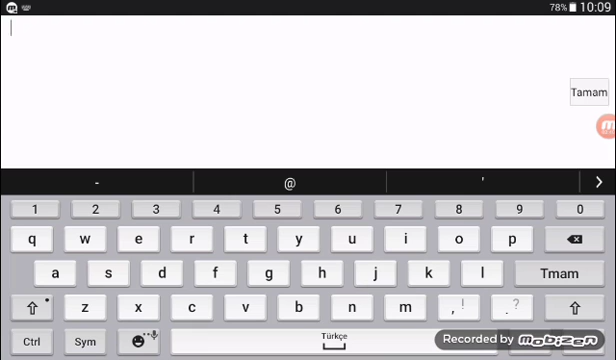 78% 10:09
Tamam
- @ '
1 2 3 4 5 6 7 8 9 0
q w e r t y u i o p
a s d f g h j k l Tmam
z x c v b n m , ! . ?
Ctrl Sym Türkçe Recorded by mobizen